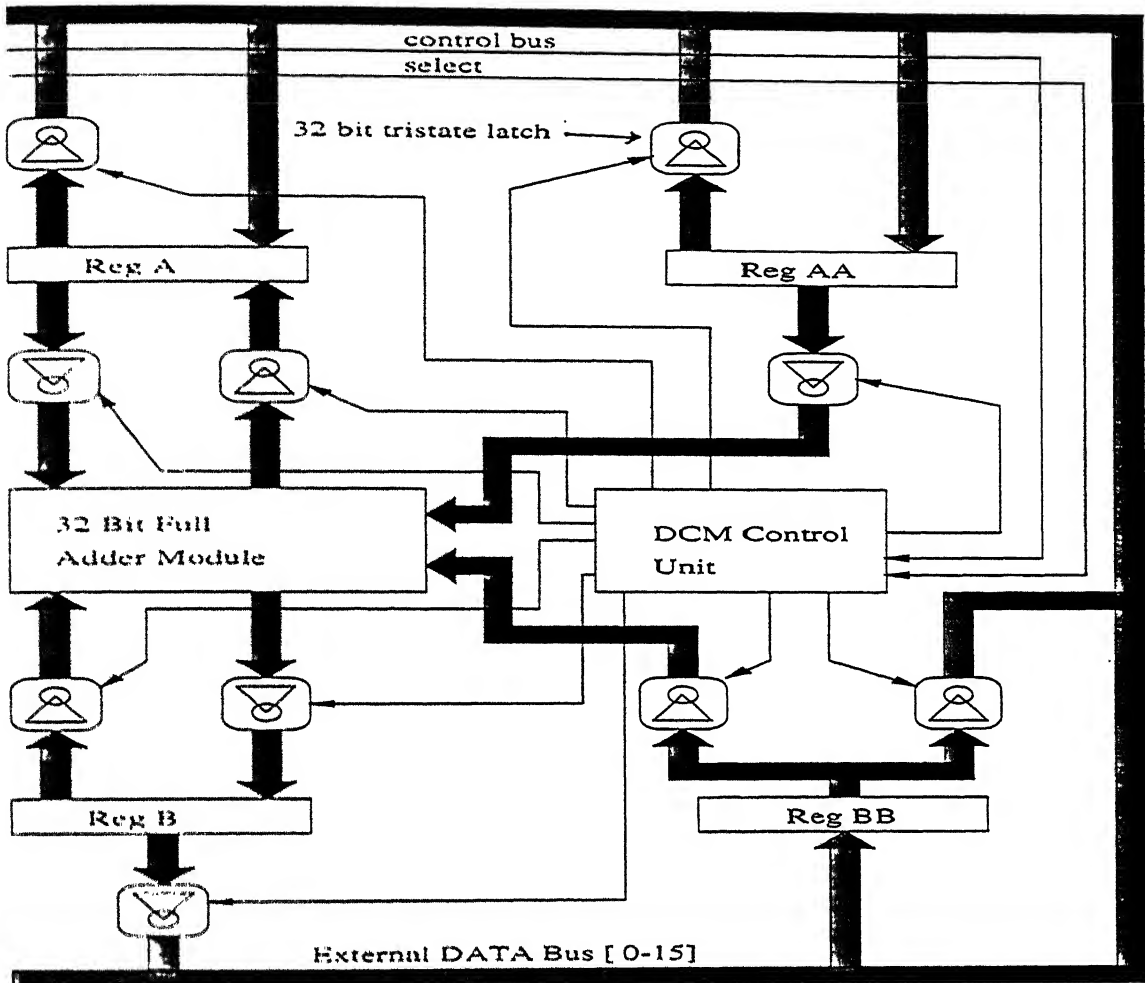 control bus
select
32 bit tristate latch
Reg A
Reg AA
32 Bit Full
Adder Module
DCM Control
Unit
Reg B
Reg BB
External DATA Bus [ 0-15]